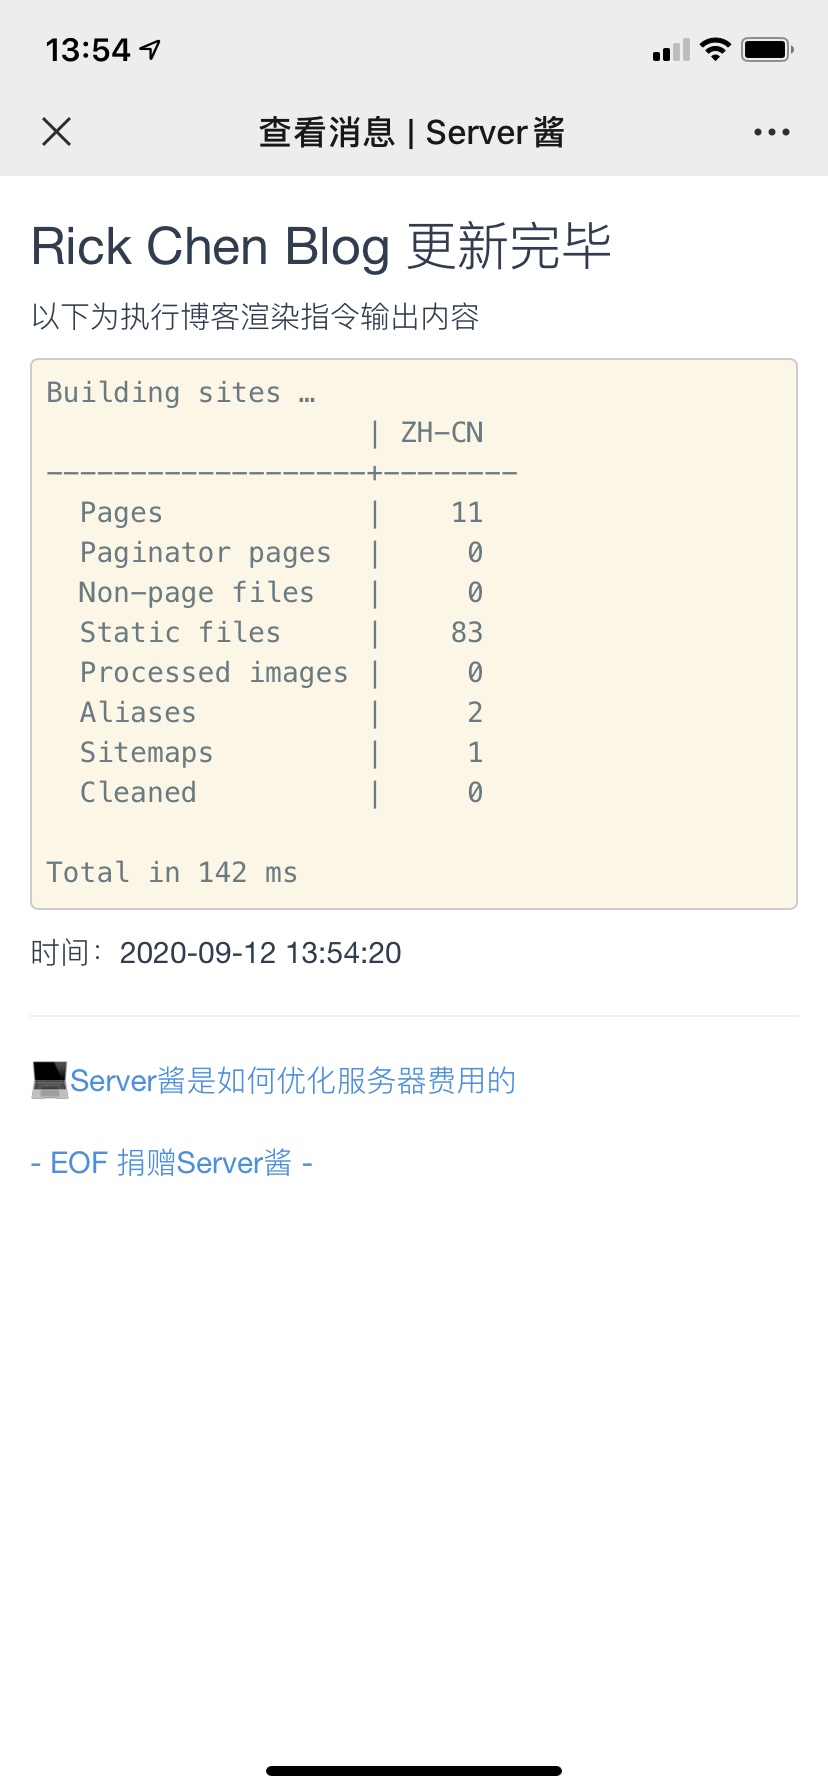 13:54
查看消息 | Server酱
Rick Chen Blog 更新完毕
以下为执行博客渲染指令输出内容
Building sites …
                   | ZH-CN
-------------------+--------
  Pages            |    11
  Paginator pages  |     0
  Non-page files   |     0
  Static files     |    83
  Processed images |     0
  Aliases          |     2
  Sitemaps         |     1
  Cleaned          |     0
Total in 142 ms
时间：2020-09-12 13:54:20
💻Server酱是如何优化服务器费用的
- EOF 捐赠Server酱 -